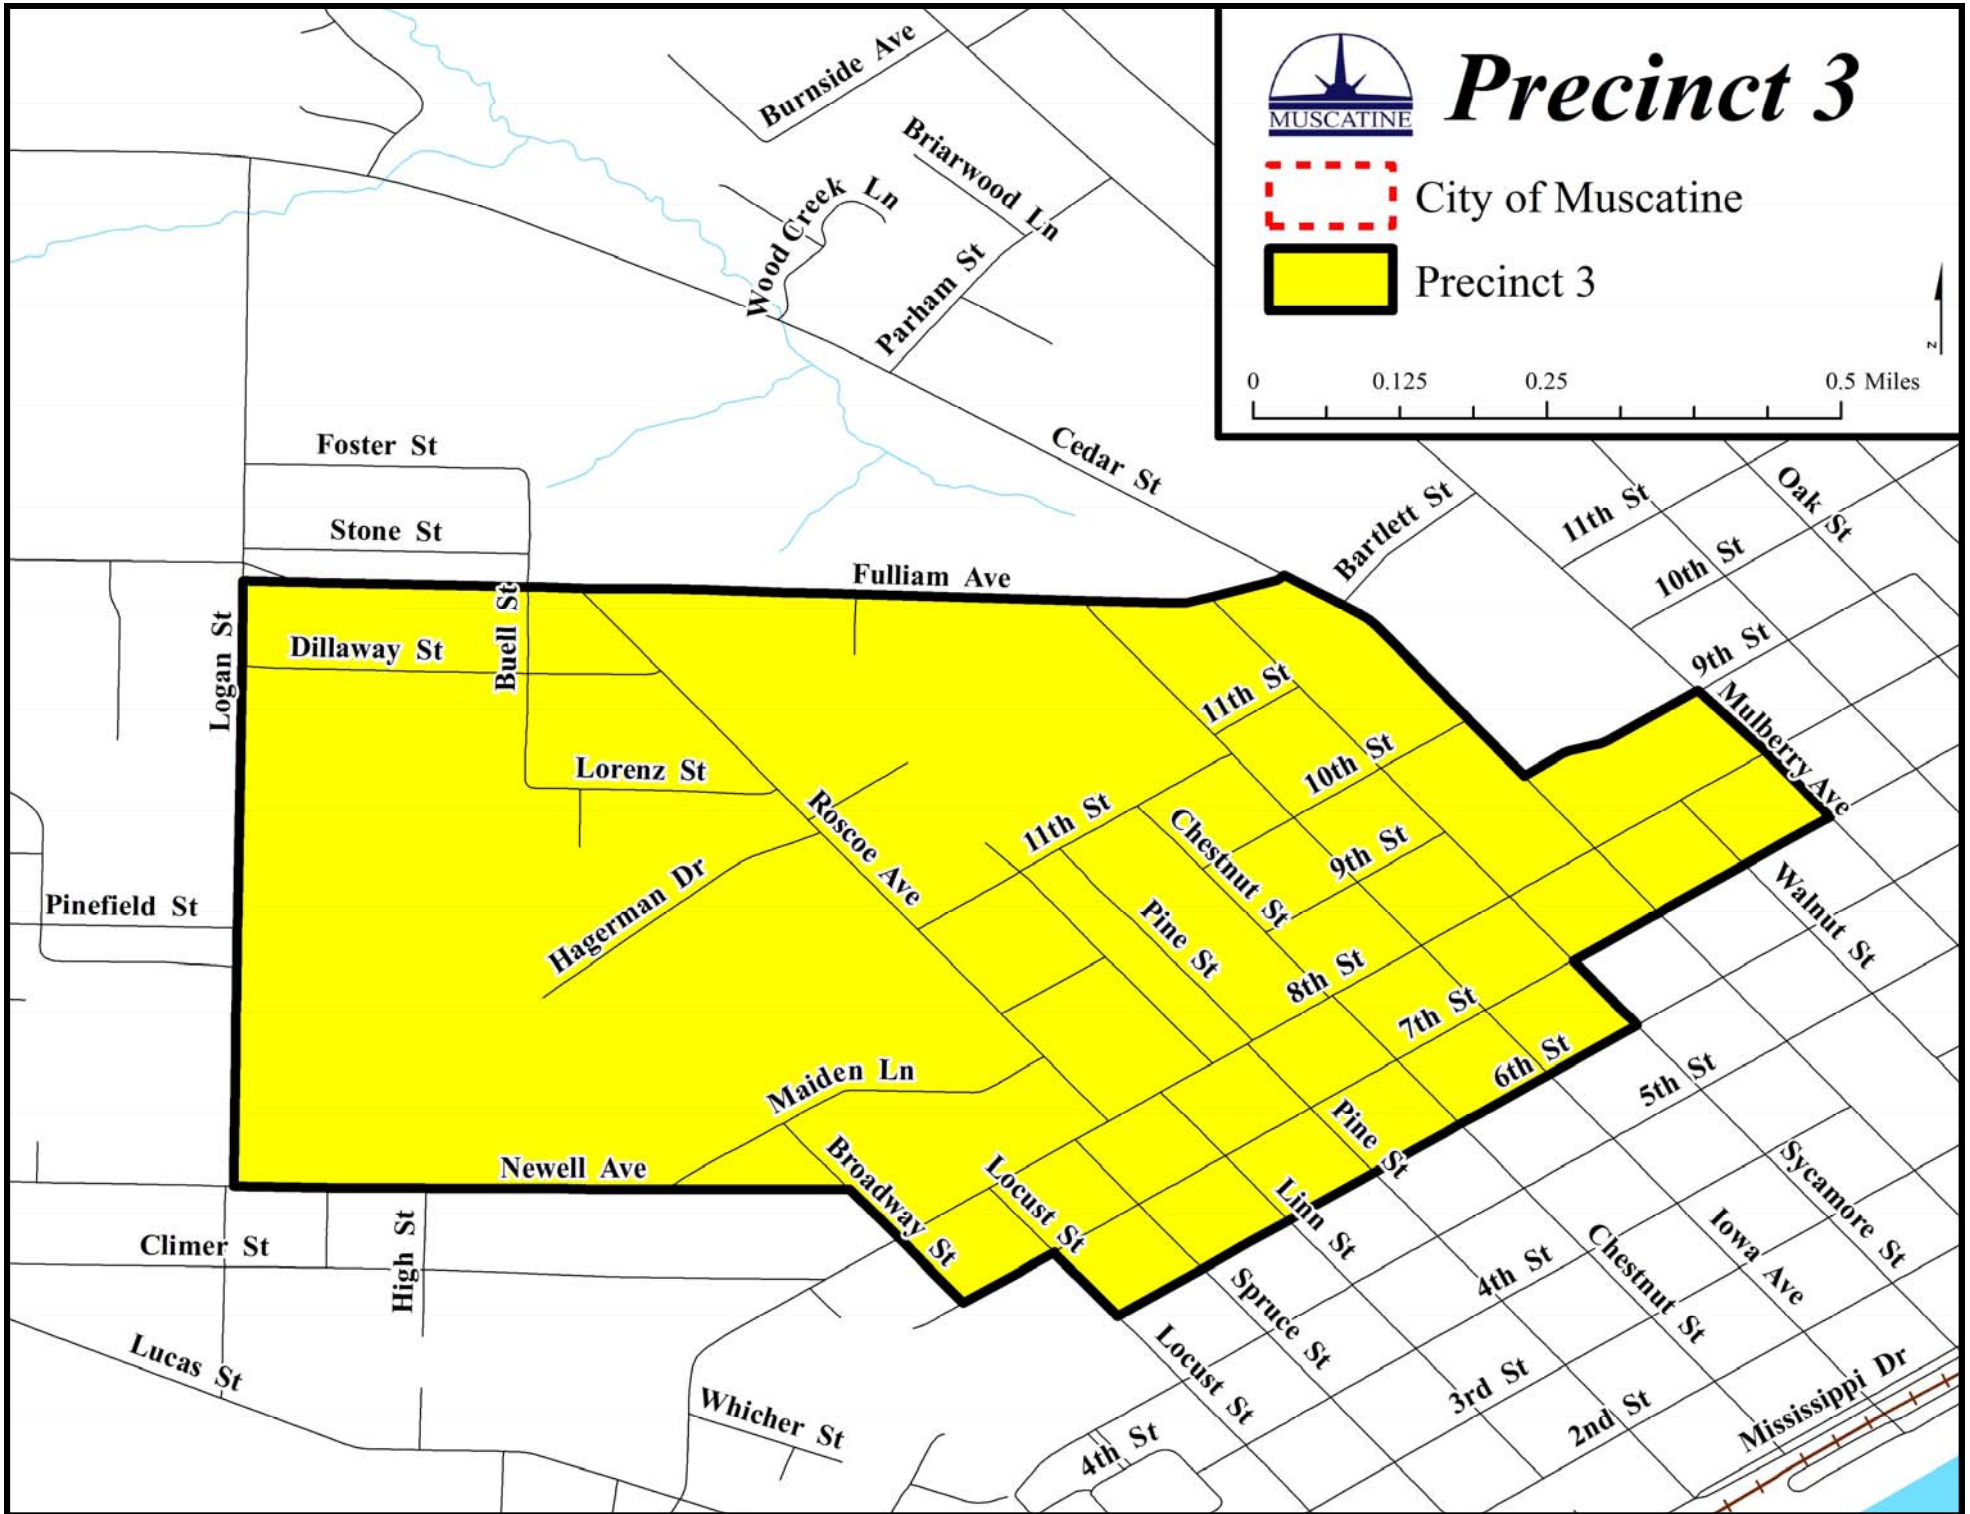 Precinct 3
MUSCATINE
City of Muscatine
Precinct 3
z
0 0.125 0.25 0.5 Miles
Burnside Ave
Briarwood Ln
Wood Creek Ln
Parham St
Cedar St
Foster St
Stone St
Bartlett St
11th St
Oak St
10th St
9th St
Fulliam Ave
Logan St
Dillaway St
Buell St
Mulberry Ave
11th St
10th St
Lorenz St
Roscoe Ave
11th St
Chestnut St
9th St
Hagerman Dr
Pinefield St
Pine St
Walnut St
8th St
7th St
6th St
5th St
Maiden Ln
Pine St
Newell Ave
Broadway St
Locust St
Linn St
Sycamore St
Iowa Ave
Chestnut St
Climer St
High St
4th St
Spruce St
Lucas St
Locust St
3rd St
Mississippi Dr
Whicher St
2nd St
4th St